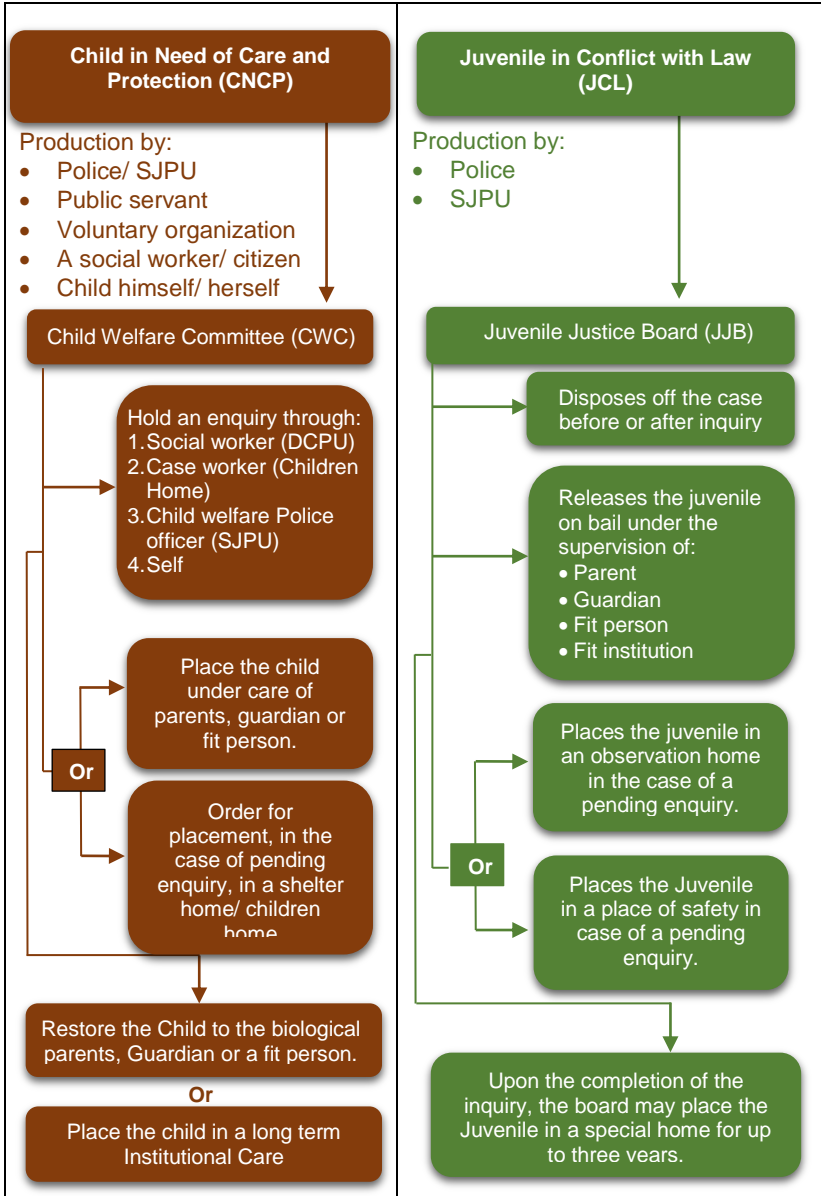 Child in Need of Care and
Protection (CNCP)
Production by:
• Police/ SJPU
• Public servant
• Voluntary organization
• A social worker/ citizen
• Child himself/ herself
Child Welfare Committee (CWC)
Hold an enquiry through:
1.Social worker (DCPU)
2.Case worker (Children
Home)
3.Child welfare Police
officer (SJPU)
4.Self
Place the child
under care of
parents, guardian or
fit person.
Or
Order for
placement, in the
case of pending
enquiry, in a shelter
home/ children
home
Restore the Child to the biological
parents, Guardian or a fit person.
Or
Place the child in a long term
Institutional Care
Juvenile in Conflict with Law
(JCL)
Production by:
• Police
• SJPU
Juvenile Justice Board (JJB)
Disposes off the case
before or after inquiry
Releases the juvenile
on bail under the
supervision of:
• Parent
• Guardian
• Fit person
• Fit institution
Places the juvenile in
an observation home
in the case of a
pending enquiry.
Or
Places the Juvenile
in a place of safety in
case of a pending
enquiry.
Upon the completion of the
inquiry, the board may place the
Juvenile in a special home for up
to three years.